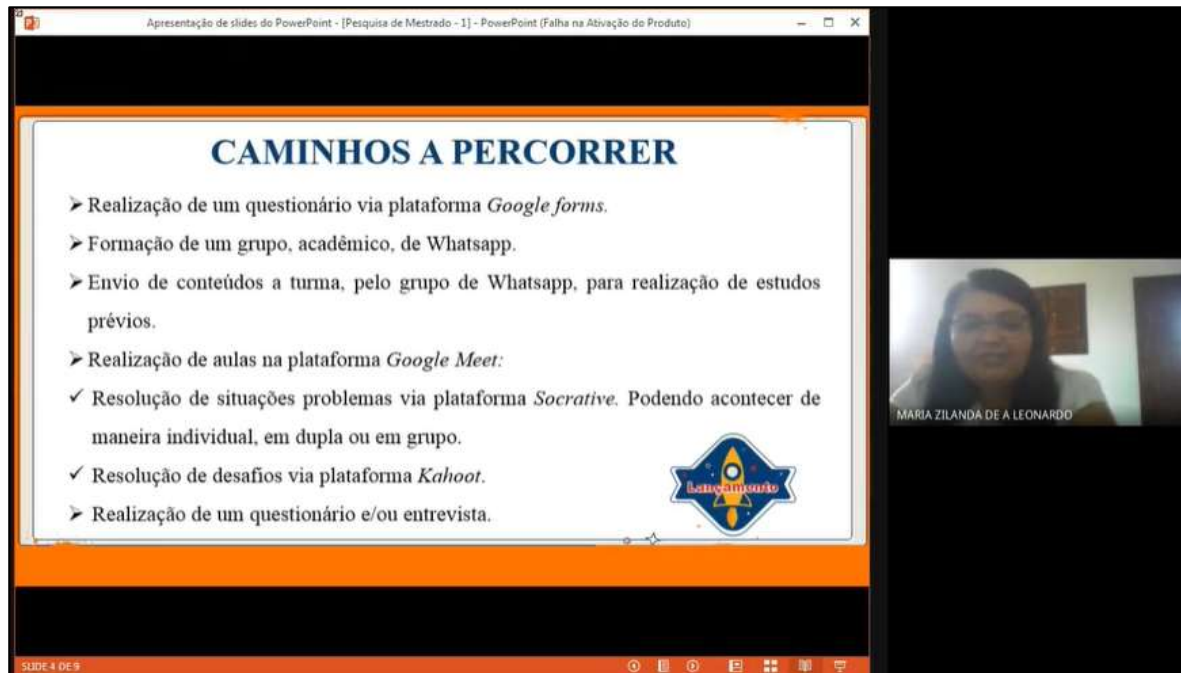 Apresentação de slides do PowerPoint - [Pesquisa de Mestrado - 1] - PowerPoint (Falha na Ativação do Produto)
CAMINHOS A PERCORRER
➢ Realização de um questionário via plataforma Google forms.
➢ Formação de um grupo, acadêmico, de Whatsapp.
➢ Envio de conteúdos a turma, pelo grupo de Whatsapp, para realização de estudos
prévios.
➢ Realização de aulas na plataforma Google Meet:
✓ Resolução de situações problemas via plataforma Socrative. Podendo acontecer de
maneira individual, em dupla ou em grupo.
✓ Resolução de desafios via plataforma Kahoot.
➢ Realização de um questionário e/ou entrevista.
Lançamento
MARIA ZILANDA DE A LEONARDO
SLIDE 4 DE 9